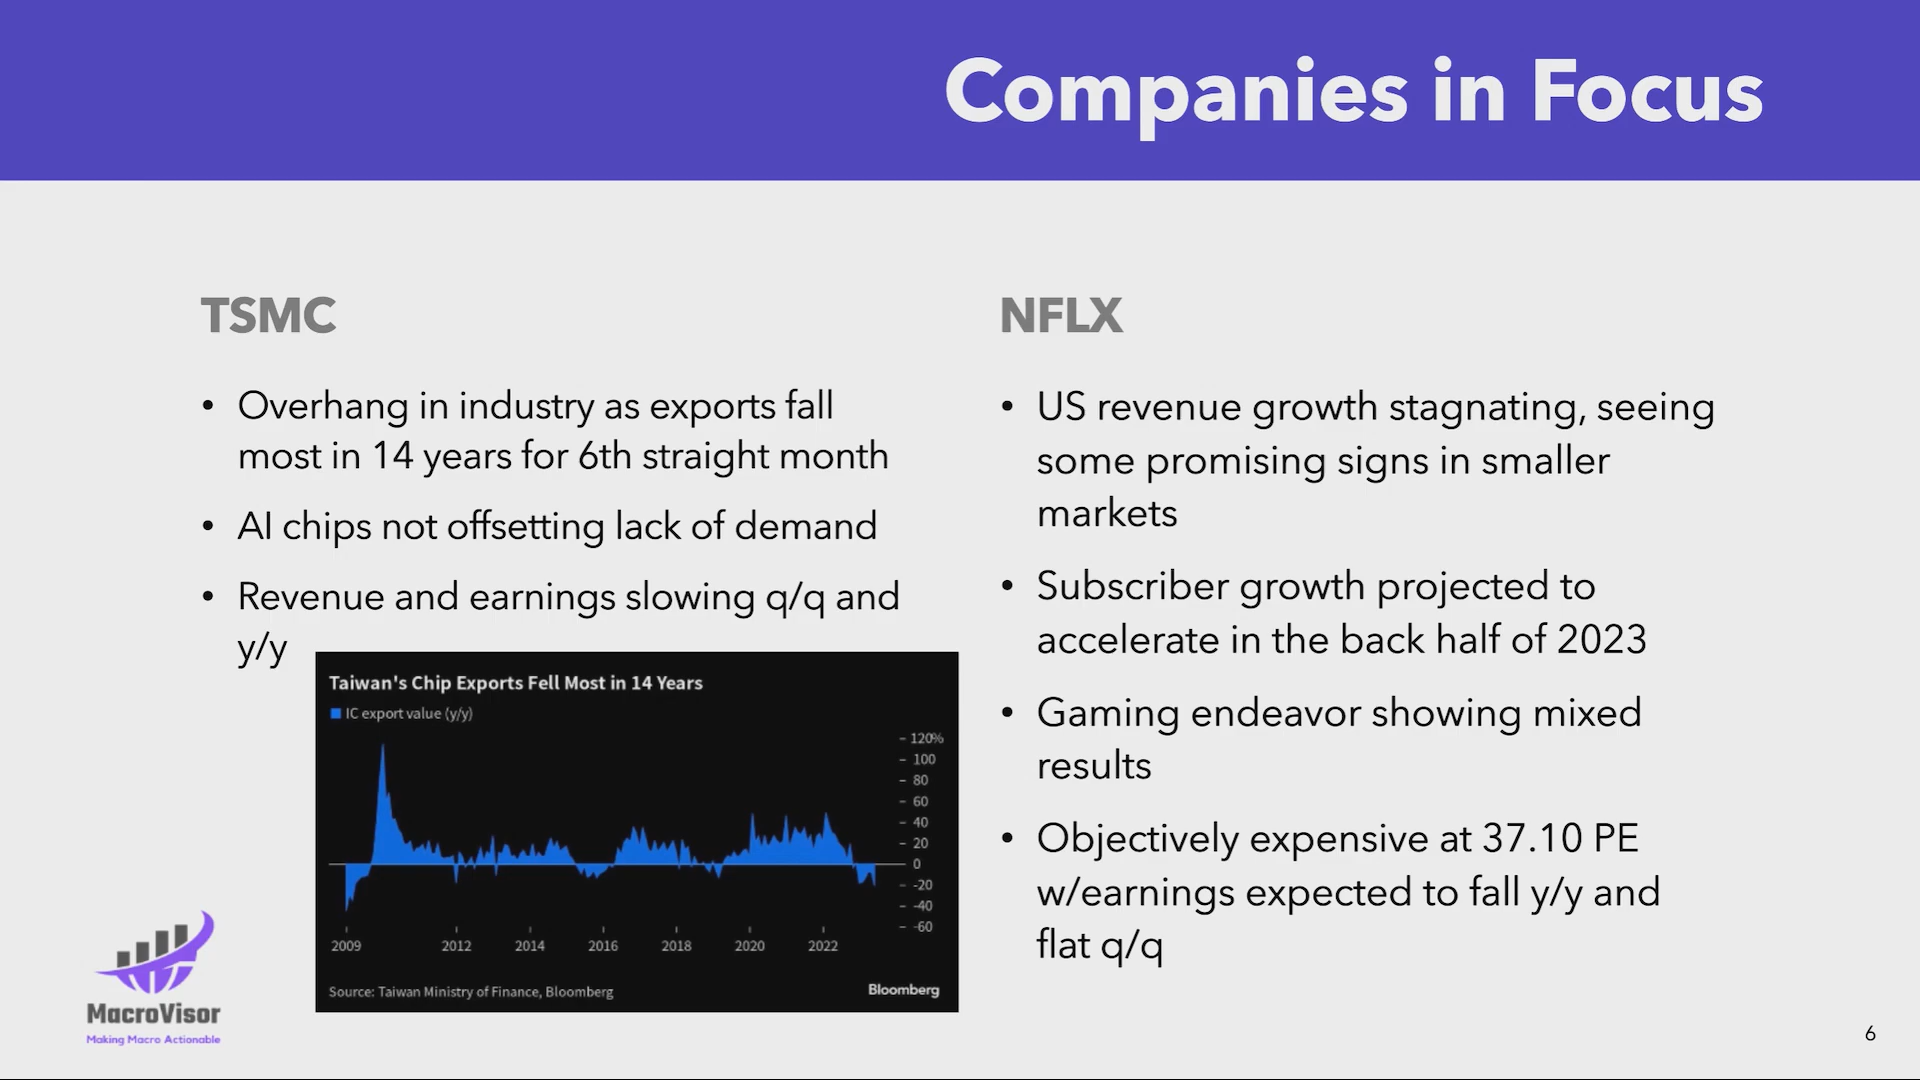 Companies in Focus
TSMC
• Overhang in industry as exports fall
most in 14 years for 6th straight month
• AI chips not offsetting lack of demand
• Revenue and earnings slowing q/q and
y/y
Taiwan's Chip Exports Fell Most in 14 Years
IC export value (y/y)
120%
100
80
60
40
20
0
-20
-40
-60
2009 2012 2014 2016 2018 2020 2022
Source: Taiwan Ministry of Finance, Bloomberg
Bloomberg
NFLX
• US revenue growth stagnating, seeing
some promising signs in smaller
markets
• Subscriber growth projected to
accelerate in the back half of 2023
• Gaming endeavor showing mixed
results
• Objectively expensive at 37.10 PE
w/earnings expected to fall y/y and
flat q/q
MacroVisor
Making Macro Actionable
6